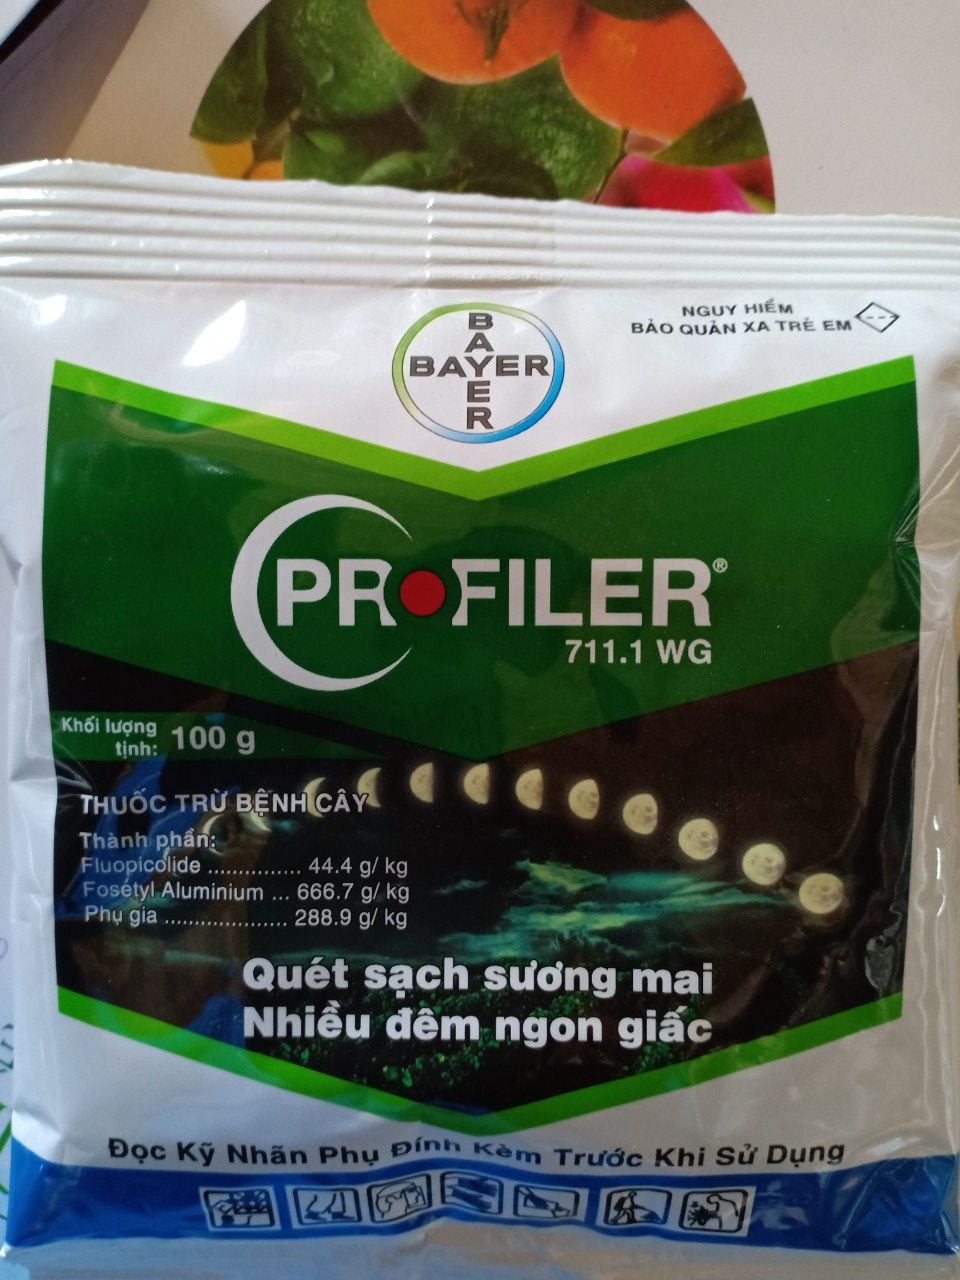 NGUY HIỂM
BẢO QUẢN XA TRẺ EM
BAYER
BAYER
PROFILER®
711.1 WG
Khối lượng
tịnh: 100 g
THUỐC TRỪ BỆNH CÂY
Thành phần:
Fluopicolide ............... 44.4 g/ kg
Fosétyl Aluminium ... 666.7 g/ kg
Phụ gia ................... 288.9 g/ kg
Quét sạch sương mai
Nhiều đêm ngon giấc
Đọc Kỹ Nhãn Phụ Đính Kèm Trước Khi Sử Dụng